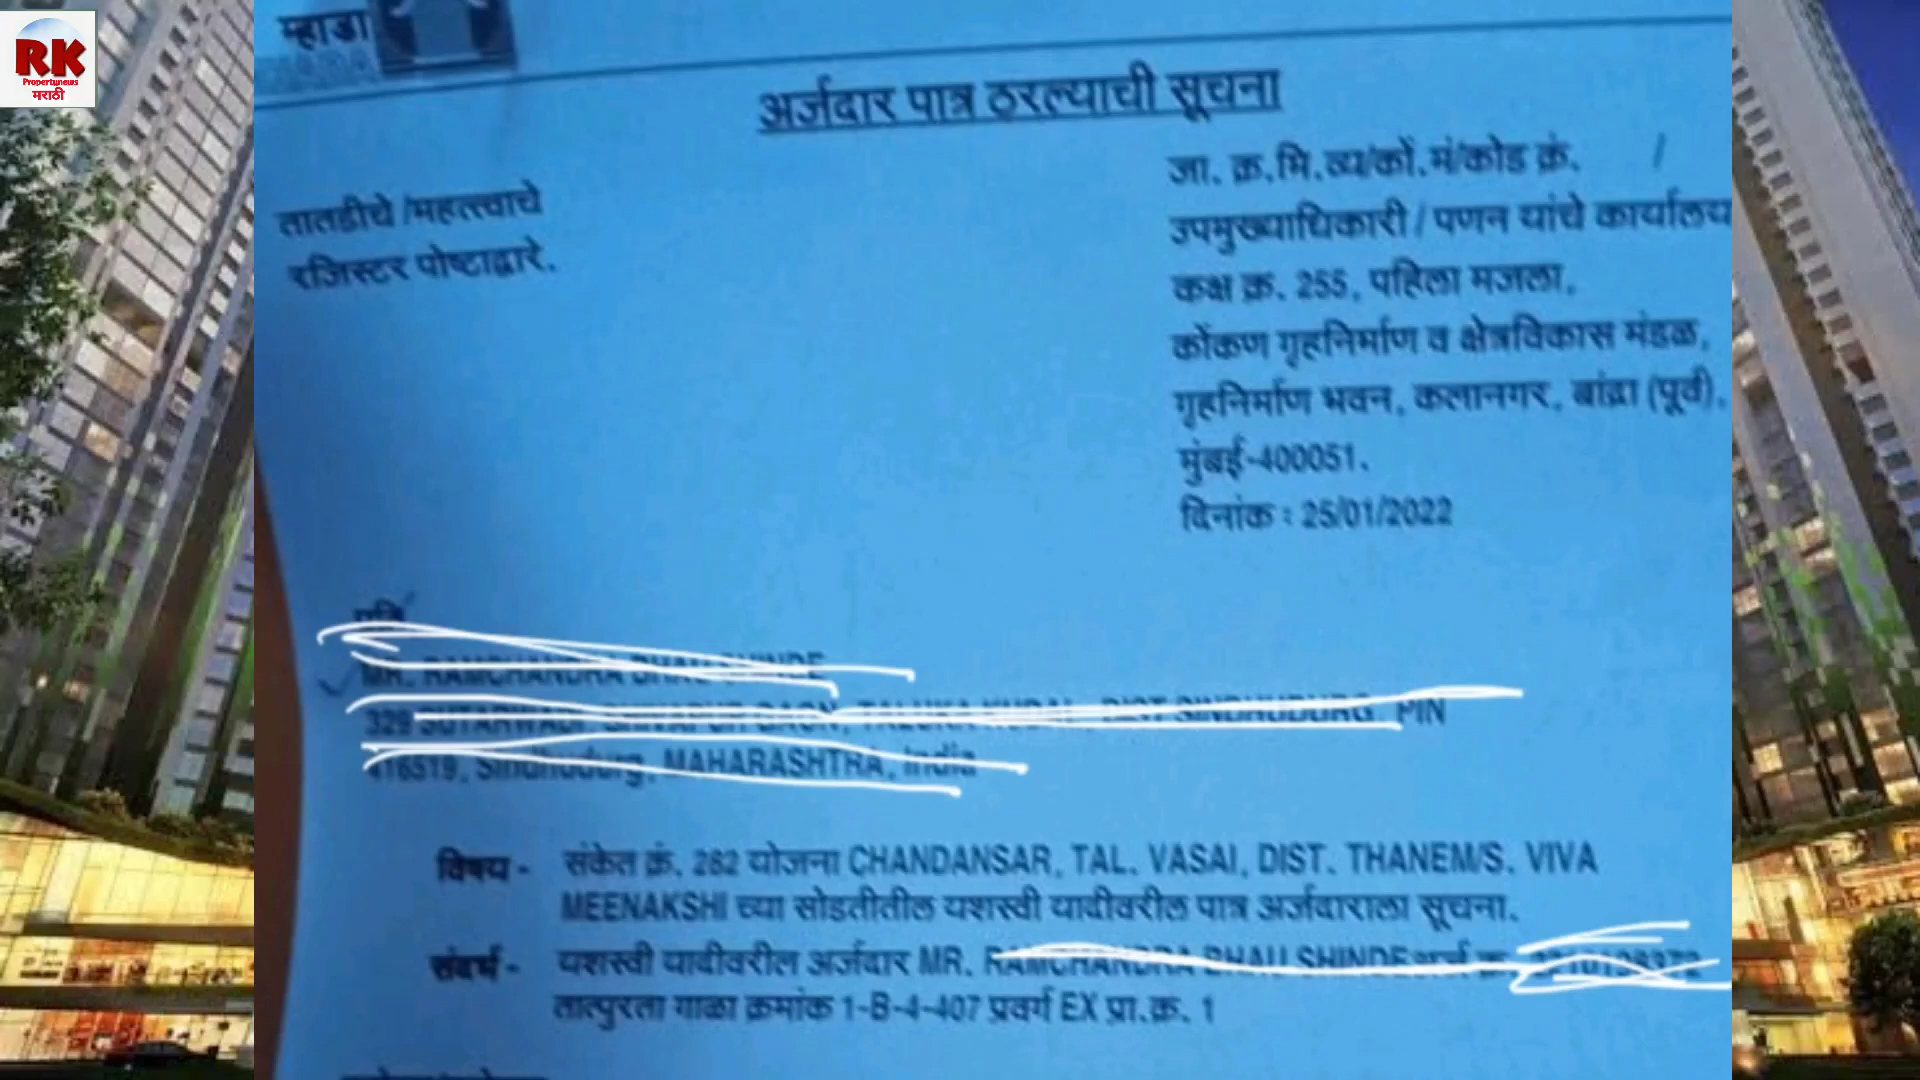 RK
Propertynews
मराठी
म्हाडा
अर्जदार पात्र ठरल्याची सूचना
तातडीचे /महत्त्वाचे
रजिस्टर पोष्टाद्वारे.
जा. क्र.मि.व्य/कों.मं/कोड क्रं. /
उपमुख्याधिकारी / पणन यांचे कार्यालय
कक्ष क्र. 255, पहिला मजला,
कोंकण गृहनिर्माण व क्षेत्रविकास मंडळ,
गृहनिर्माण भवन, कलानगर, बांद्रा (पूर्व),
मुंबई-400051.
दिनांक : 25/01/2022
PIN
MAHARASHTRA, India
विषय - संकेत क्रं. 282 योजना CHANDANSAR, TAL. VASAI, DIST. THANEM/S. VIVA
MEENAKSHI च्या सोडतीतील यशस्वी यादीवरील पात्र अर्जदाराला सूचना.
संदर्भ - यशस्वी यादीवरील अर्जदार MR.
तात्पुरता गाळा क्रमांक 1-B-4-407 प्रवर्ग EX प्रा.क्र. 1